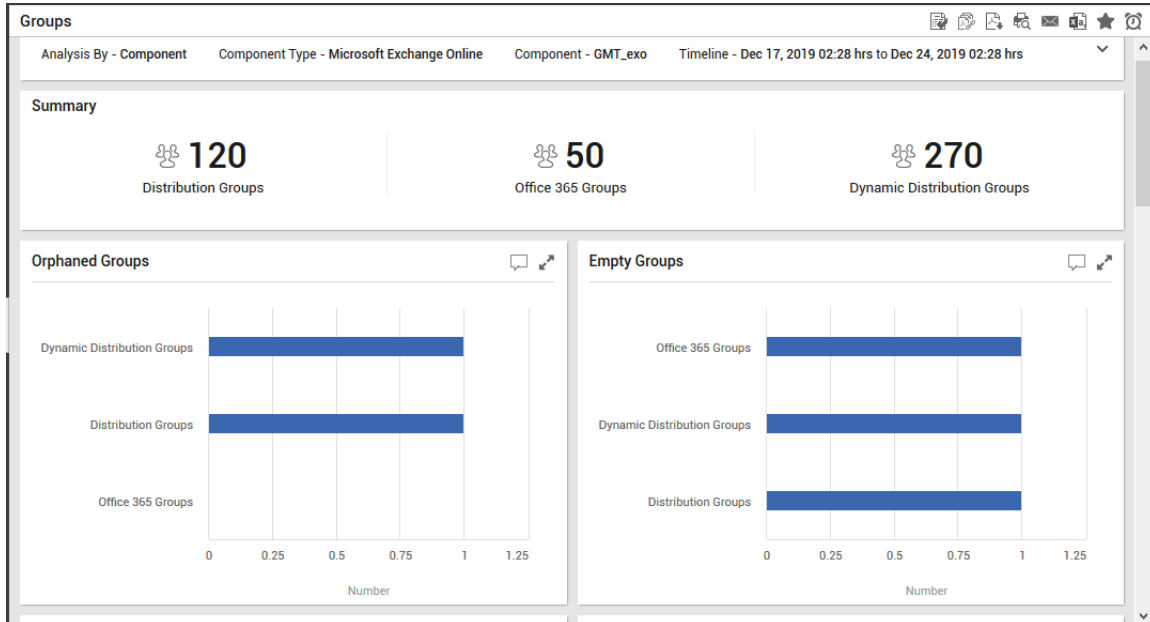 Groups
Analysis By - Component Component Type - Microsoft Exchange Online Component - GMT_exo Timeline - Dec 17, 2019 02:28 hrs to Dec 24, 2019 02:28 hrs
Summary
120 50 270
Distribution Groups Office 365 Groups Dynamic Distribution Groups
Orphaned Groups
Dynamic Distribution Groups
Distribution Groups
Office 365 Groups
0 0.25 0.5 0.75 1 1.25
Number
Empty Groups
Office 365 Groups
Dynamic Distribution Groups
Distribution Groups
0 0.25 0.5 0.75 1 1.25
Number